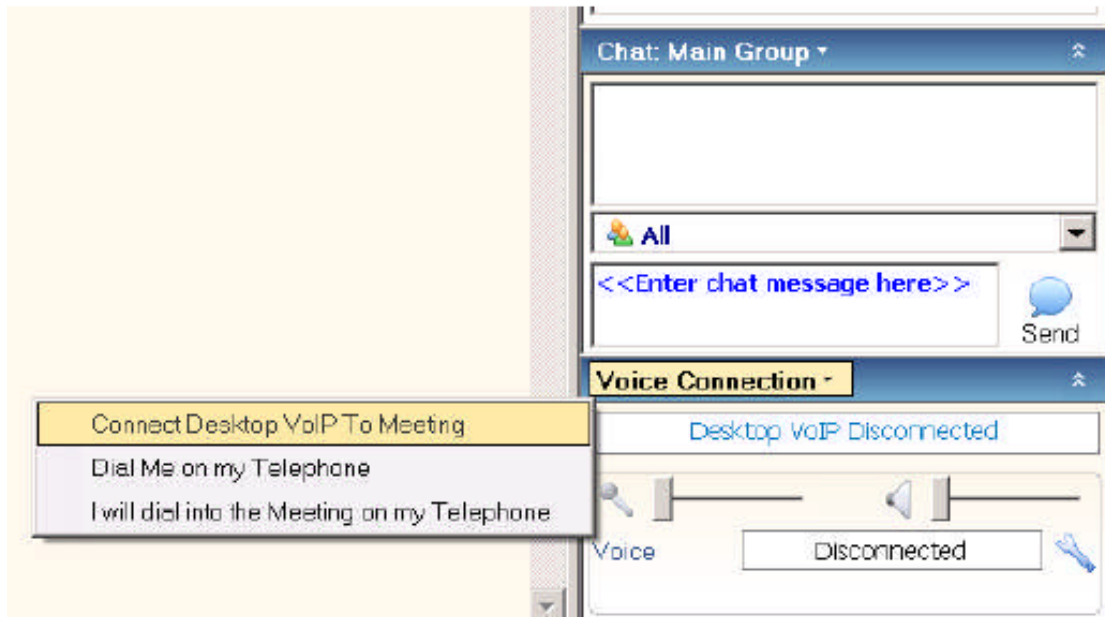 Chat: Main Group
All
<<Enter chat message here>>
Send
Voice Connection
Connect Desktop VoIP To Meeting
Dial Me on my Telephone
I will dial into the Meeting on my Telephone
Desktop VoIP Disconnected
Voice
Disconnected